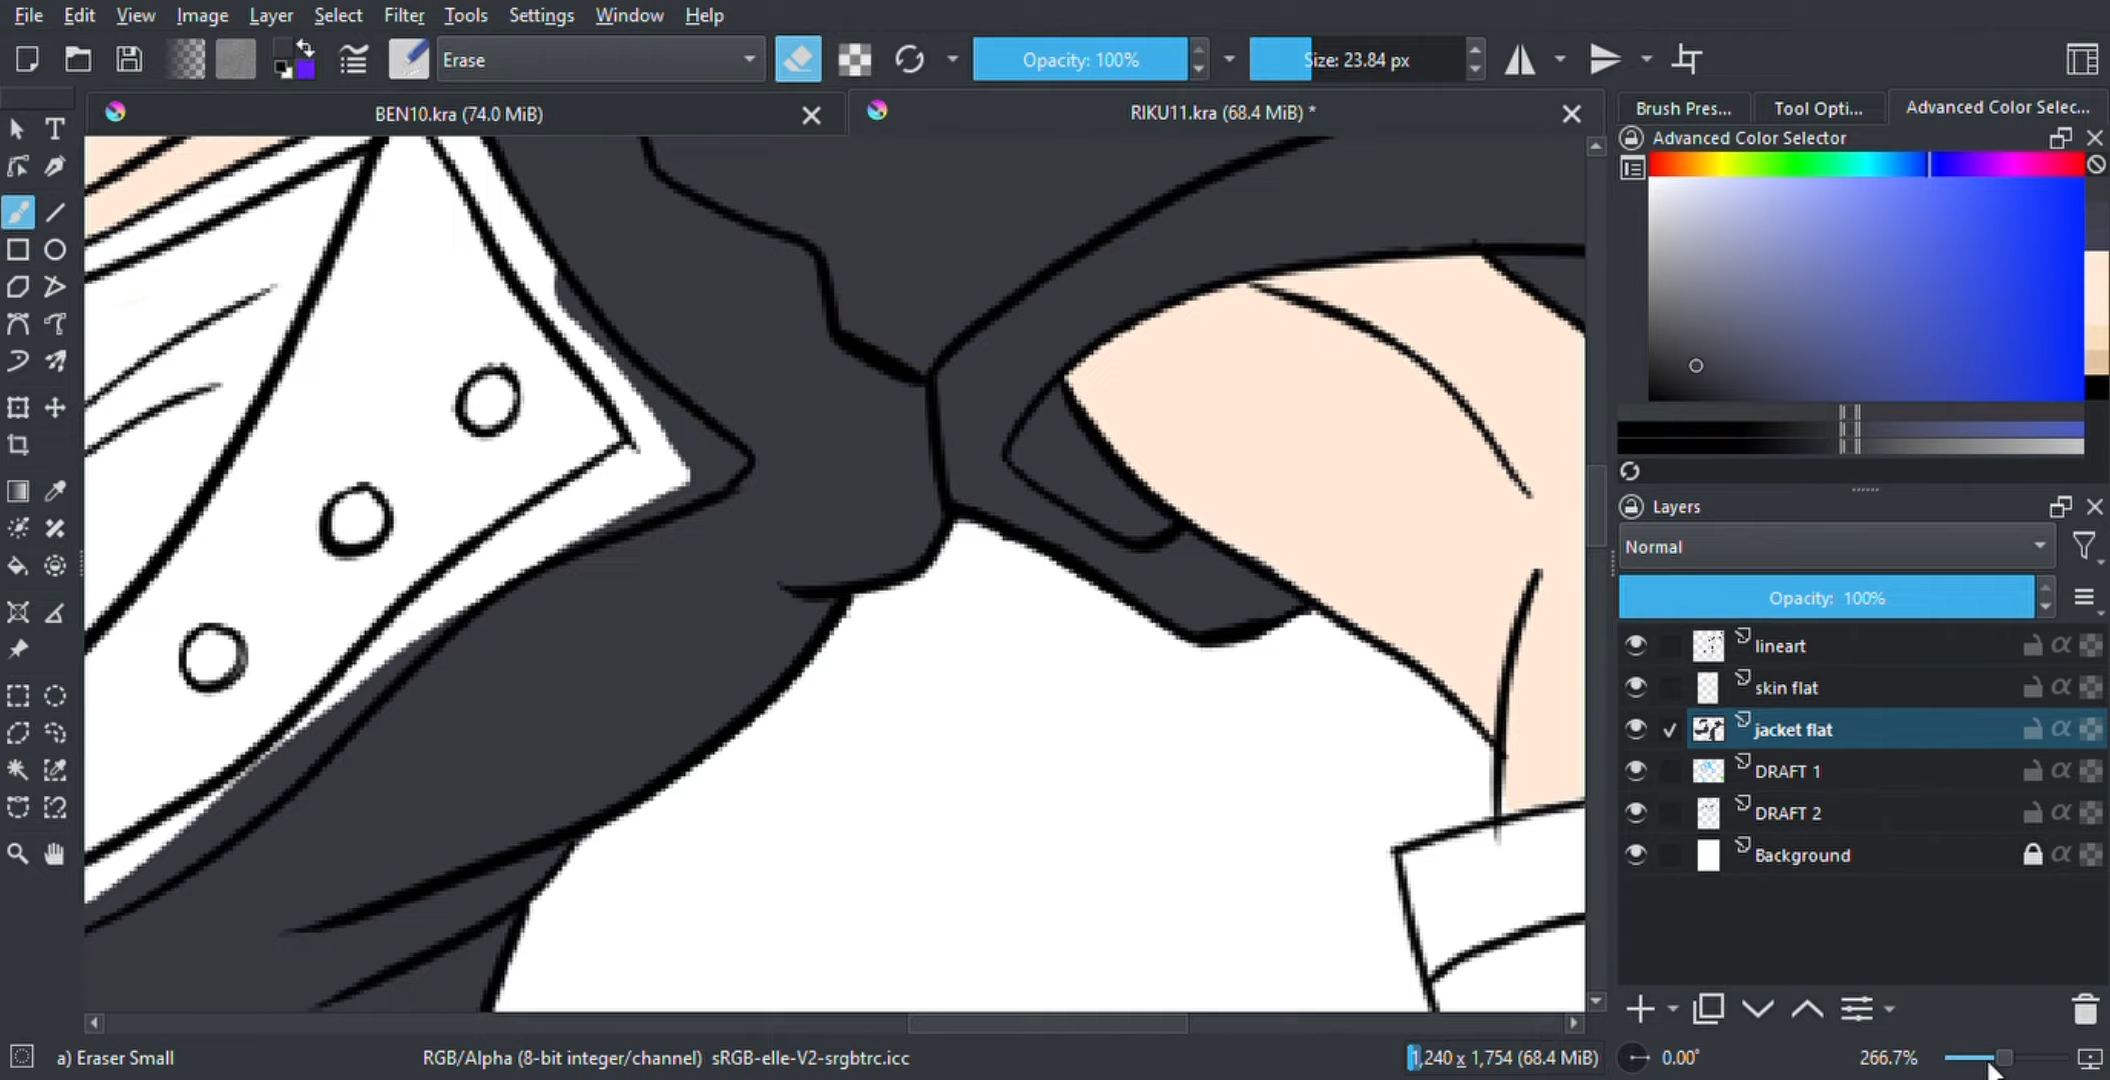 File Edit View Image Layer Select Filter Tools Settings Window Help
Erase Opacity: 100% Size: 23.84 px
BEN10.kra (74.0 MiB) RIKU11.kra (68.4 MiB) * Brush Pres... Tool Opti... Advanced Color Selec...
Advanced Color Selector
Layers
Normal
Opacity: 100%
lineart
skin flat
jacket flat
DRAFT 1
DRAFT 2
Background
a) Eraser Small RGB/Alpha (8-bit integer/channel) sRGB-elle-V2-srgbtrc.icc 1,240 x 1,754 (68.4 MiB) 0.00° 266.7%